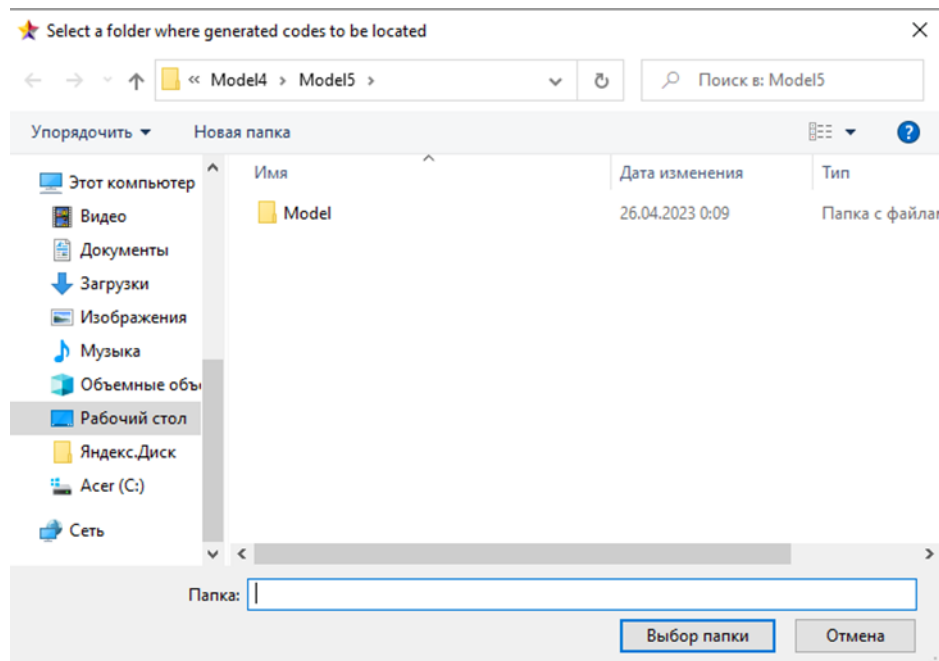 Select a folder where generated codes to be located
« Model4 › Model5 ›
Поиск в: Model5
Упорядочить
Новая папка
Имя
Дата изменения
Тип
Этот компьютер
Видео
Документы
Загрузки
Изображения
Музыка
Объемные объ
Рабочий стол
Яндекс.Диск
Acer (C:)
Сеть
Model
26.04.2023 0:09
Папка с файлам
Папка:
Выбор папки
Отмена